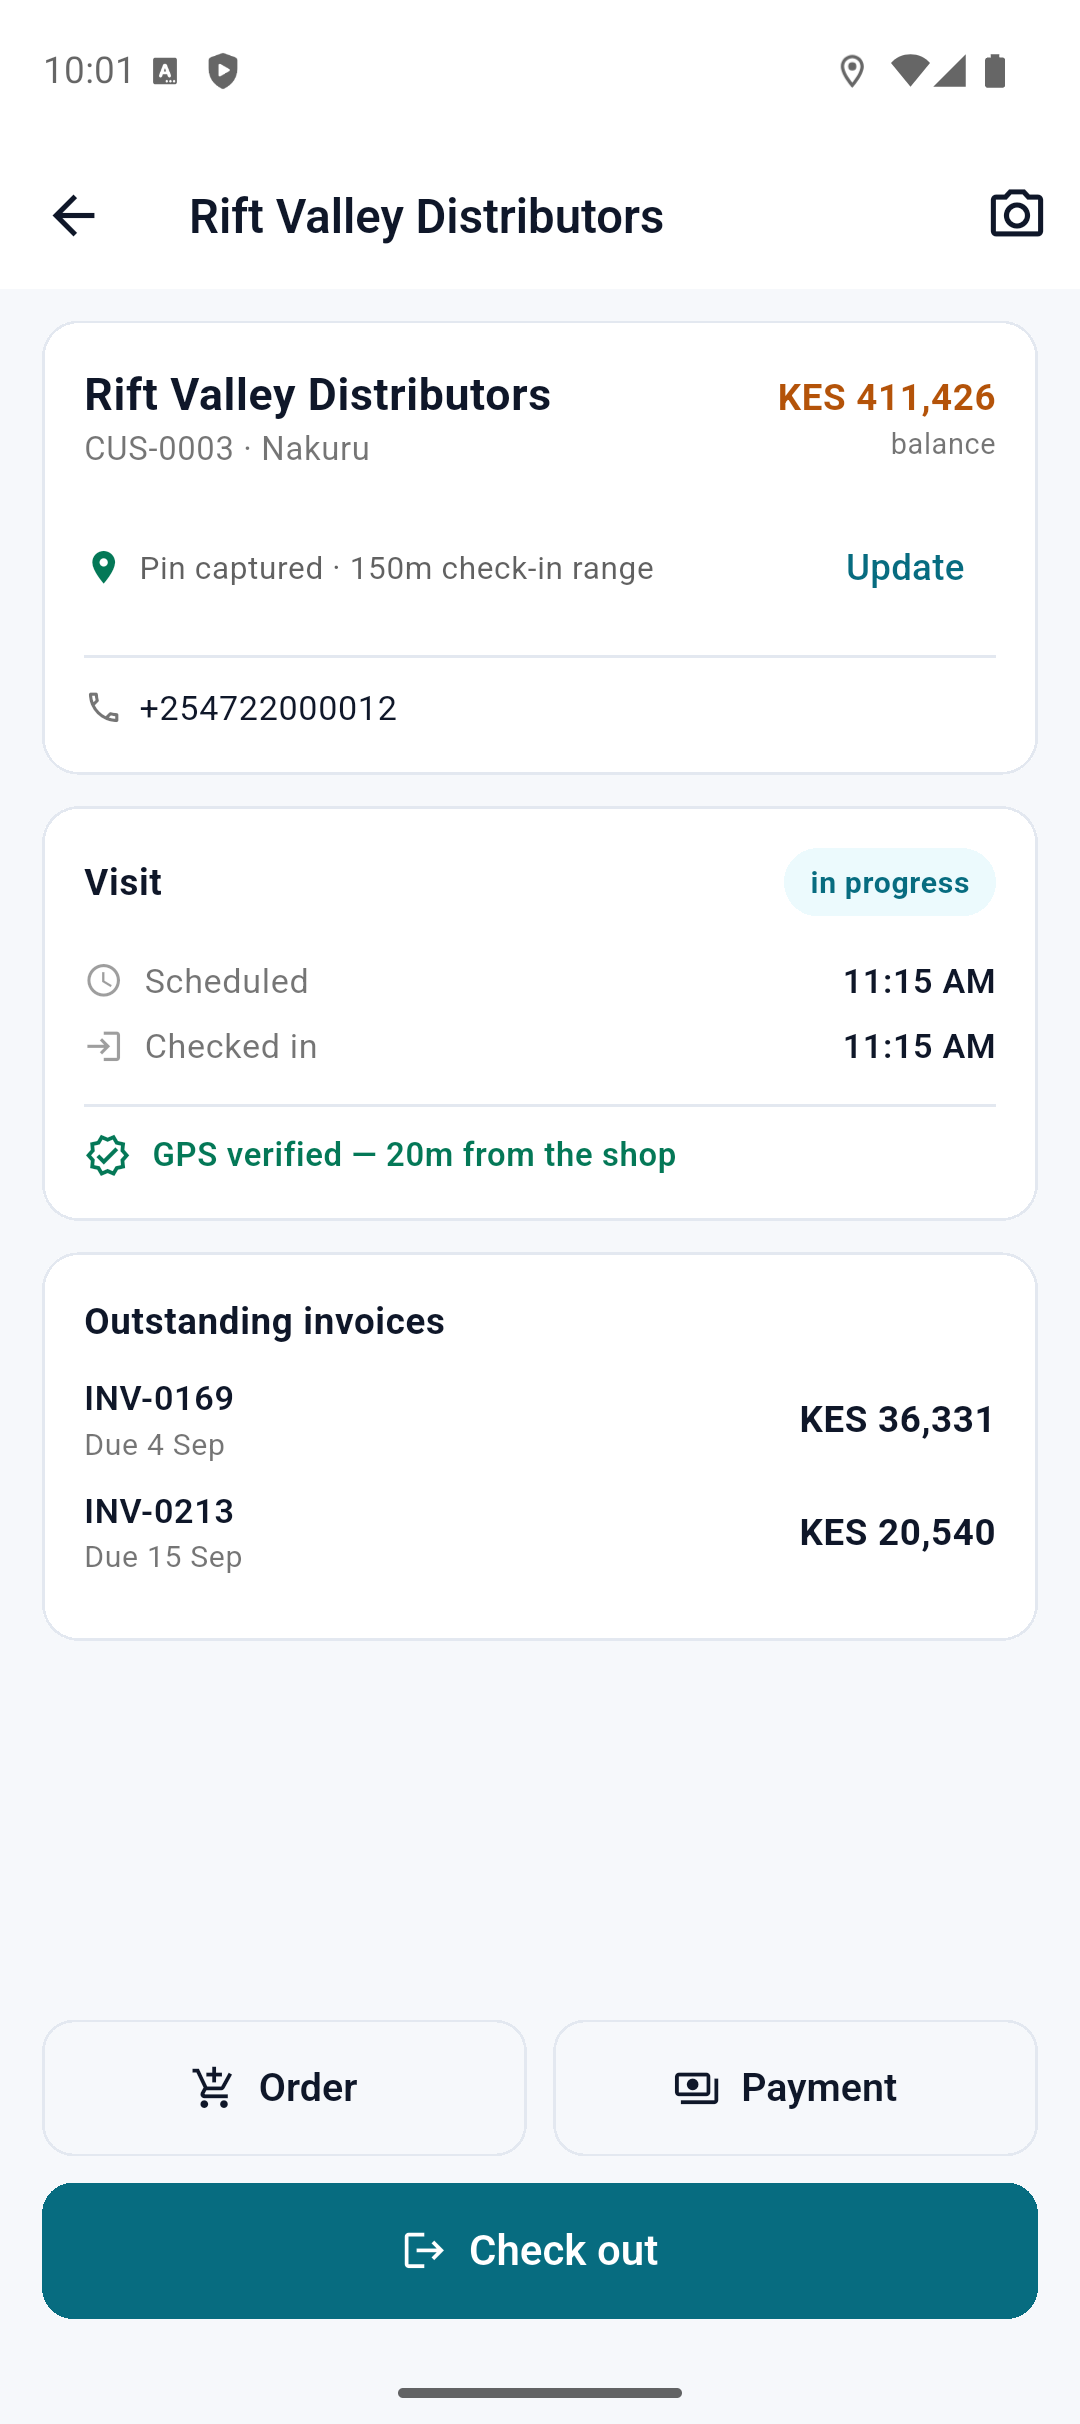 10:01
Rift Valley Distributors
Rift Valley Distributors
KES 411,426
CUS-0003 · Nakuru
balance
Pin captured · 150m check-in range
Update
+254722000012
Visit
in progress
Scheduled
11:15 AM
Checked in
11:15 AM
GPS verified — 20m from the shop
Outstanding invoices
INV-0169
KES 36,331
Due 4 Sep
INV-0213
KES 20,540
Due 15 Sep
Order
Payment
Check out